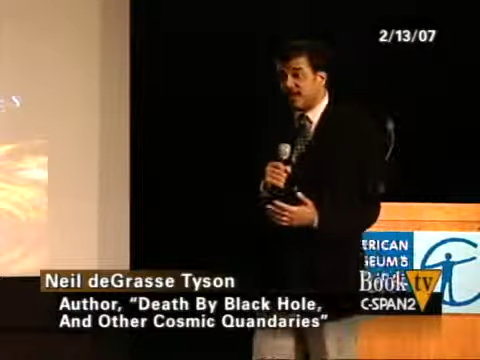 2/13/07
ERICAN
SEUM &
Book tv
C-SPAN2
Neil deGrasse Tyson
Author, "Death By Black Hole,
And Other Cosmic Quandaries"